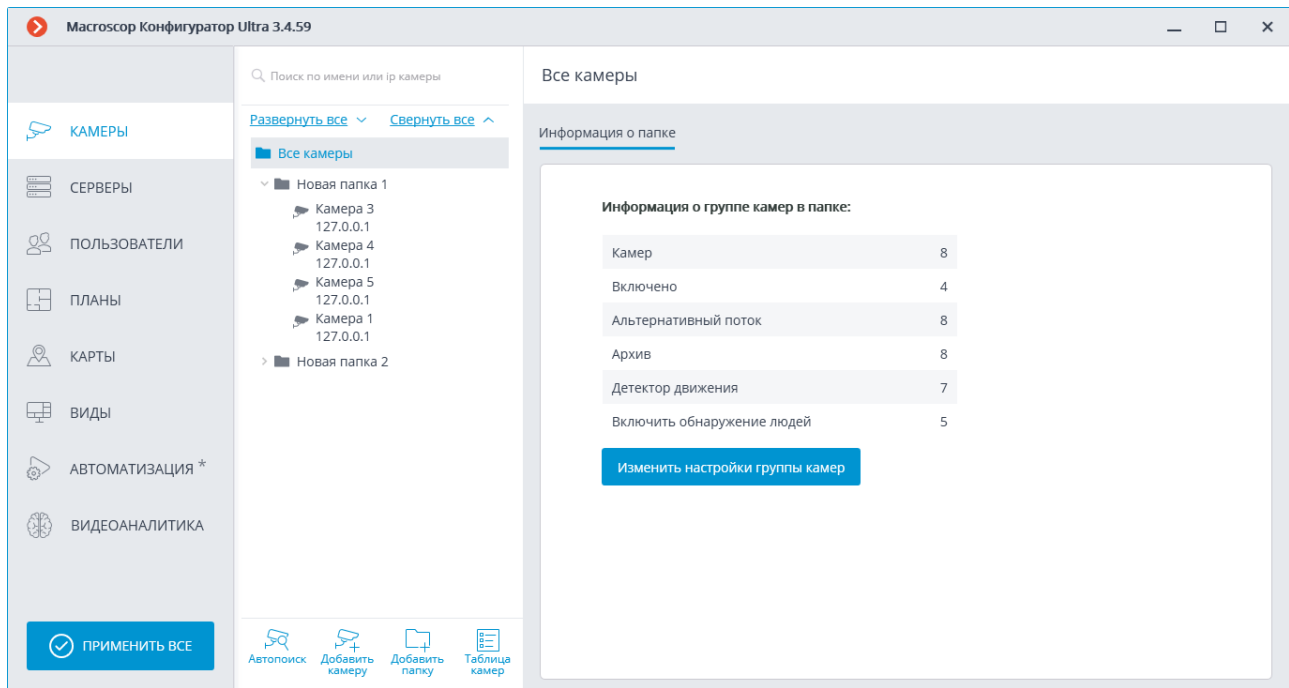 Macroscop Конфигуратор Ultra 3.4.59
КАМЕРЫ
СЕРВЕРЫ
ПОЛЬЗОВАТЕЛИ
ПЛАНЫ
КАРТЫ
ВИДЫ
АВТОМАТИЗАЦИЯ *
ВИДЕОАНАЛИТИКА
ПРИМЕНИТЬ ВСЕ
Поиск по имени или ip камеры
Развернуть все Свернуть все
Все камеры
Новая папка 1
Камера 3
127.0.0.1
Камера 4
127.0.0.1
Камера 5
127.0.0.1
Камера 1
127.0.0.1
Новая папка 2
Автопоиск
Добавить
камеру
Добавить
папку
Таблица
камер
Все камеры
Информация о папке
Информация о группе камер в папке:
Камер 8
Включено 4
Альтернативный поток 8
Архив 8
Детектор движения 7
Включить обнаружение людей 5
Изменить настройки группы камер